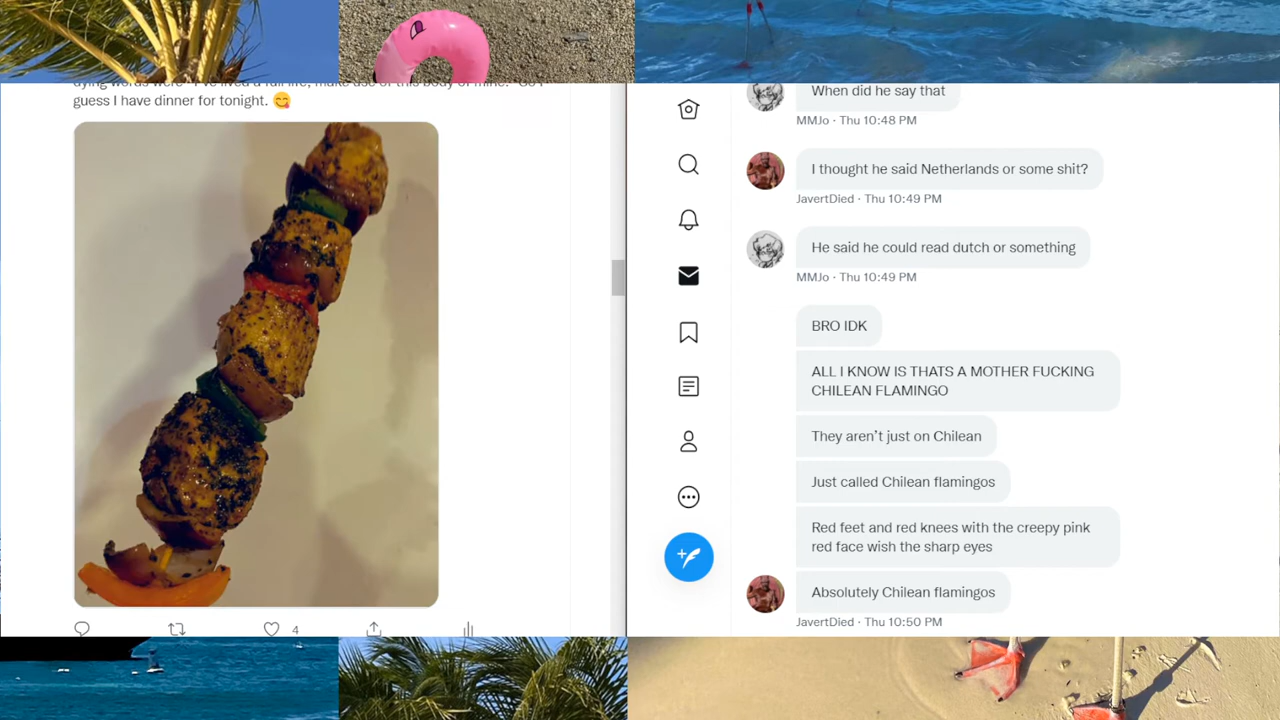 guess I have dinner for tonight. 😋
4
When did he say that
MMJo · Thu 10:48 PM
I thought he said Netherlands or some shit?
JavertDied · Thu 10:49 PM
He said he could read dutch or something
MMJo · Thu 10:49 PM
BRO IDK
ALL I KNOW IS THATS A MOTHER FUCKING
CHILEAN FLAMINGO
They aren't just on Chilean
Just called Chilean flamingos
Red feet and red knees with the creepy pink
red face wish the sharp eyes
Absolutely Chilean flamingos
JavertDied · Thu 10:50 PM